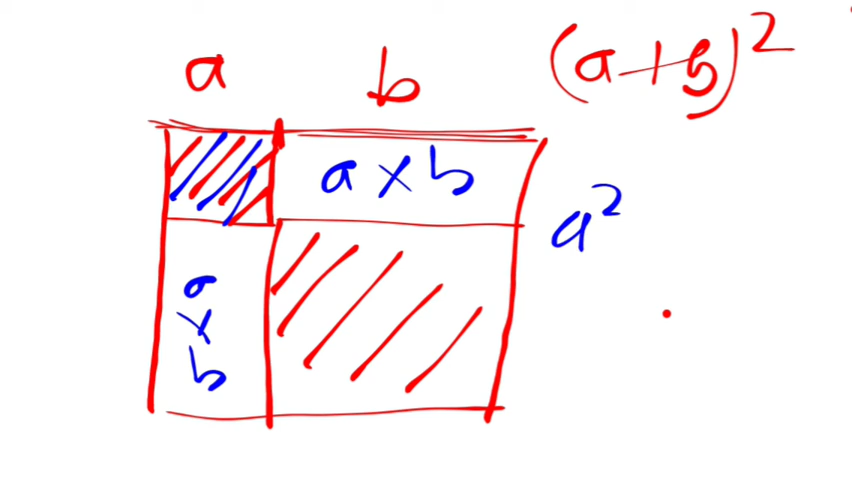 a b (a+b)²
a × b
a²
a × b